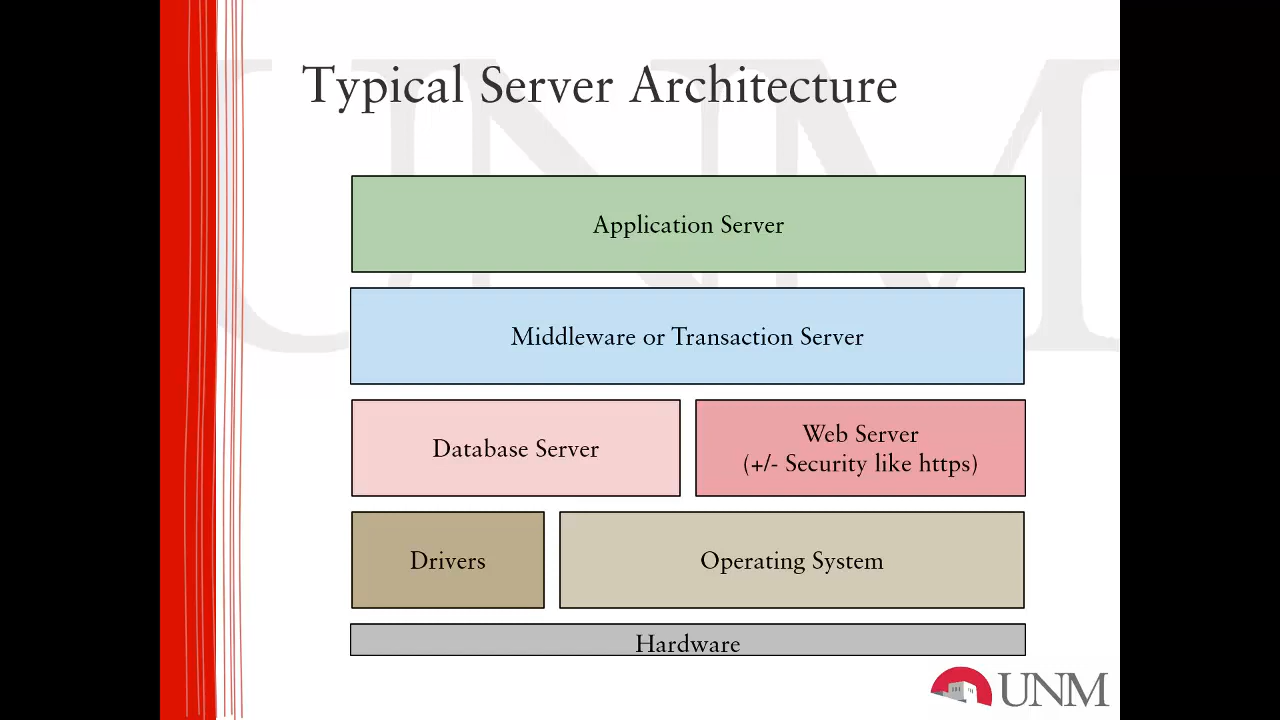 Typical Server Architecture
Application Server
Middleware or Transaction Server
Database Server
Web Server
(+/- Security like https)
Drivers
Operating System
Hardware
UNM
UNM